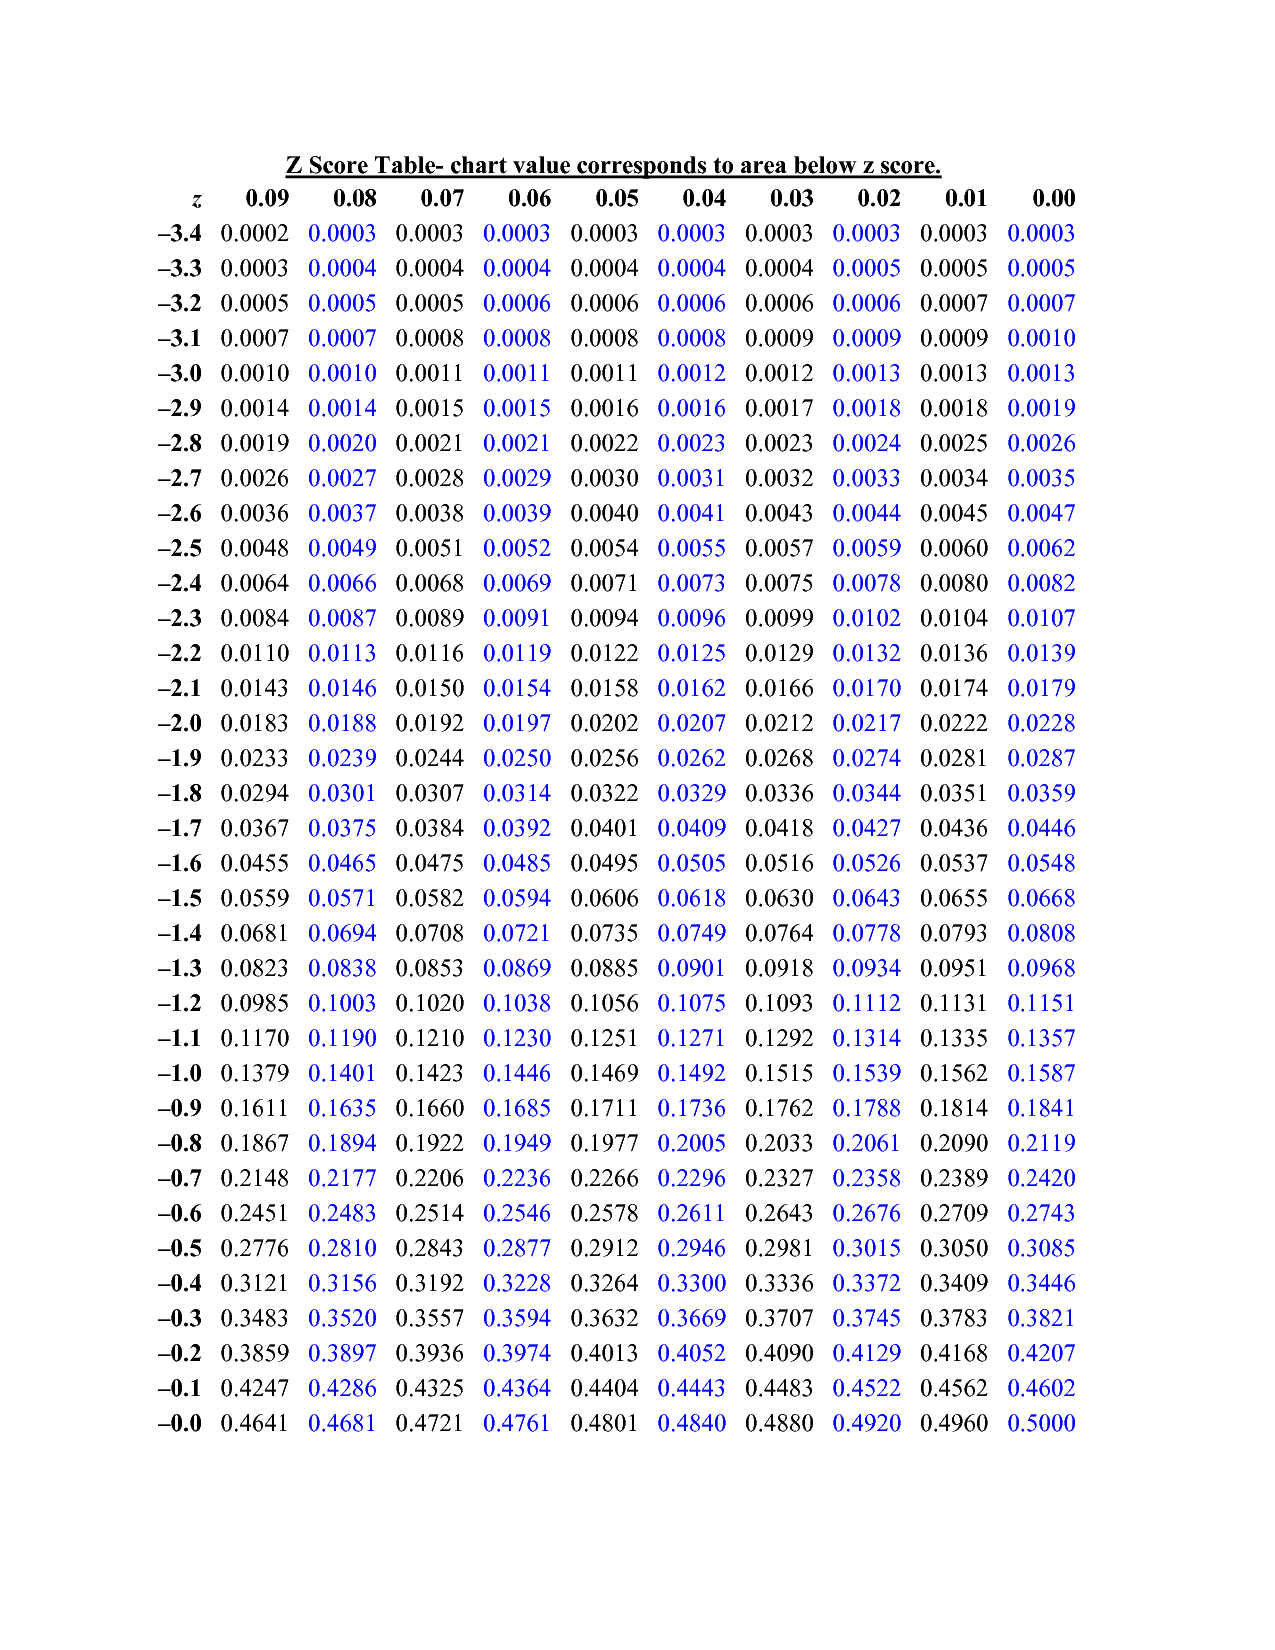 Z Score Table- chart value corresponds to area below z score.
z 0.09 0.08 0.07 0.06 0.05 0.04 0.03 0.02 0.01 0.00
–3.4 0.0002 0.0003 0.0003 0.0003 0.0003 0.0003 0.0003 0.0003 0.0003 0.0003
–3.3 0.0003 0.0004 0.0004 0.0004 0.0004 0.0004 0.0004 0.0005 0.0005 0.0005
–3.2 0.0005 0.0005 0.0005 0.0006 0.0006 0.0006 0.0006 0.0006 0.0007 0.0007
–3.1 0.0007 0.0007 0.0008 0.0008 0.0008 0.0008 0.0009 0.0009 0.0009 0.0010
–3.0 0.0010 0.0010 0.0011 0.0011 0.0011 0.0012 0.0012 0.0013 0.0013 0.0013
–2.9 0.0014 0.0014 0.0015 0.0015 0.0016 0.0016 0.0017 0.0018 0.0018 0.0019
–2.8 0.0019 0.0020 0.0021 0.0021 0.0022 0.0023 0.0023 0.0024 0.0025 0.0026
–2.7 0.0026 0.0027 0.0028 0.0029 0.0030 0.0031 0.0032 0.0033 0.0034 0.0035
–2.6 0.0036 0.0037 0.0038 0.0039 0.0040 0.0041 0.0043 0.0044 0.0045 0.0047
–2.5 0.0048 0.0049 0.0051 0.0052 0.0054 0.0055 0.0057 0.0059 0.0060 0.0062
–2.4 0.0064 0.0066 0.0068 0.0069 0.0071 0.0073 0.0075 0.0078 0.0080 0.0082
–2.3 0.0084 0.0087 0.0089 0.0091 0.0094 0.0096 0.0099 0.0102 0.0104 0.0107
–2.2 0.0110 0.0113 0.0116 0.0119 0.0122 0.0125 0.0129 0.0132 0.0136 0.0139
–2.1 0.0143 0.0146 0.0150 0.0154 0.0158 0.0162 0.0166 0.0170 0.0174 0.0179
–2.0 0.0183 0.0188 0.0192 0.0197 0.0202 0.0207 0.0212 0.0217 0.0222 0.0228
–1.9 0.0233 0.0239 0.0244 0.0250 0.0256 0.0262 0.0268 0.0274 0.0281 0.0287
–1.8 0.0294 0.0301 0.0307 0.0314 0.0322 0.0329 0.0336 0.0344 0.0351 0.0359
–1.7 0.0367 0.0375 0.0384 0.0392 0.0401 0.0409 0.0418 0.0427 0.0436 0.0446
–1.6 0.0455 0.0465 0.0475 0.0485 0.0495 0.0505 0.0516 0.0526 0.0537 0.0548
–1.5 0.0559 0.0571 0.0582 0.0594 0.0606 0.0618 0.0630 0.0643 0.0655 0.0668
–1.4 0.0681 0.0694 0.0708 0.0721 0.0735 0.0749 0.0764 0.0778 0.0793 0.0808
–1.3 0.0823 0.0838 0.0853 0.0869 0.0885 0.0901 0.0918 0.0934 0.0951 0.0968
–1.2 0.0985 0.1003 0.1020 0.1038 0.1056 0.1075 0.1093 0.1112 0.1131 0.1151
–1.1 0.1170 0.1190 0.1210 0.1230 0.1251 0.1271 0.1292 0.1314 0.1335 0.1357
–1.0 0.1379 0.1401 0.1423 0.1446 0.1469 0.1492 0.1515 0.1539 0.1562 0.1587
–0.9 0.1611 0.1635 0.1660 0.1685 0.1711 0.1736 0.1762 0.1788 0.1814 0.1841
–0.8 0.1867 0.1894 0.1922 0.1949 0.1977 0.2005 0.2033 0.2061 0.2090 0.2119
–0.7 0.2148 0.2177 0.2206 0.2236 0.2266 0.2296 0.2327 0.2358 0.2389 0.2420
–0.6 0.2451 0.2483 0.2514 0.2546 0.2578 0.2611 0.2643 0.2676 0.2709 0.2743
–0.5 0.2776 0.2810 0.2843 0.2877 0.2912 0.2946 0.2981 0.3015 0.3050 0.3085
–0.4 0.3121 0.3156 0.3192 0.3228 0.3264 0.3300 0.3336 0.3372 0.3409 0.3446
–0.3 0.3483 0.3520 0.3557 0.3594 0.3632 0.3669 0.3707 0.3745 0.3783 0.3821
–0.2 0.3859 0.3897 0.3936 0.3974 0.4013 0.4052 0.4090 0.4129 0.4168 0.4207
–0.1 0.4247 0.4286 0.4325 0.4364 0.4404 0.4443 0.4483 0.4522 0.4562 0.4602
–0.0 0.4641 0.4681 0.4721 0.4761 0.4801 0.4840 0.4880 0.4920 0.4960 0.5000